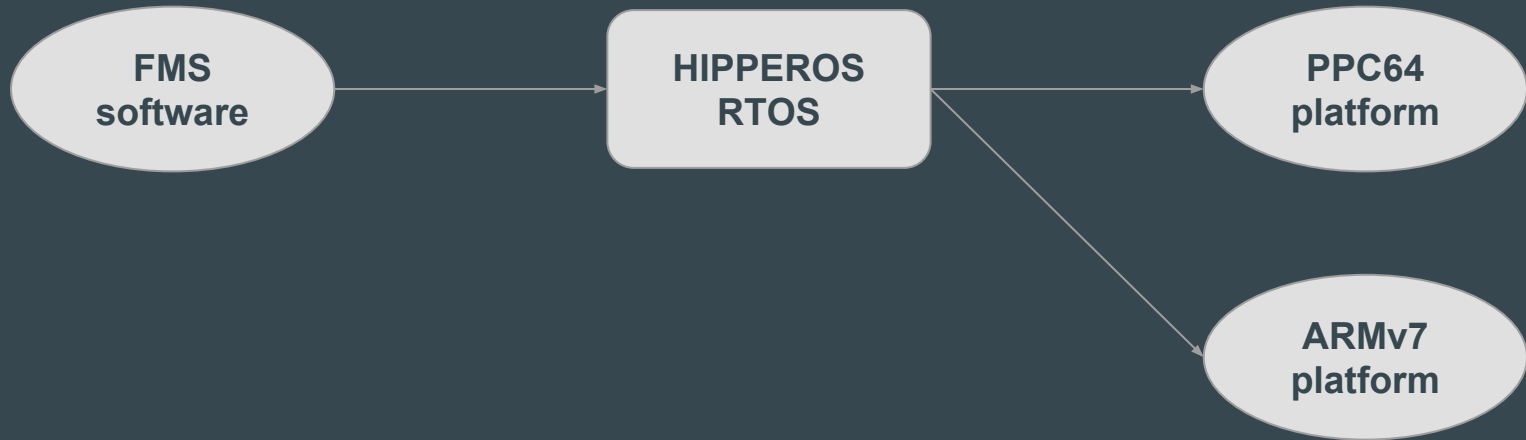 FMS
software
HIPPEROS
RTOS
PPC64
platform
ARMv7
platform